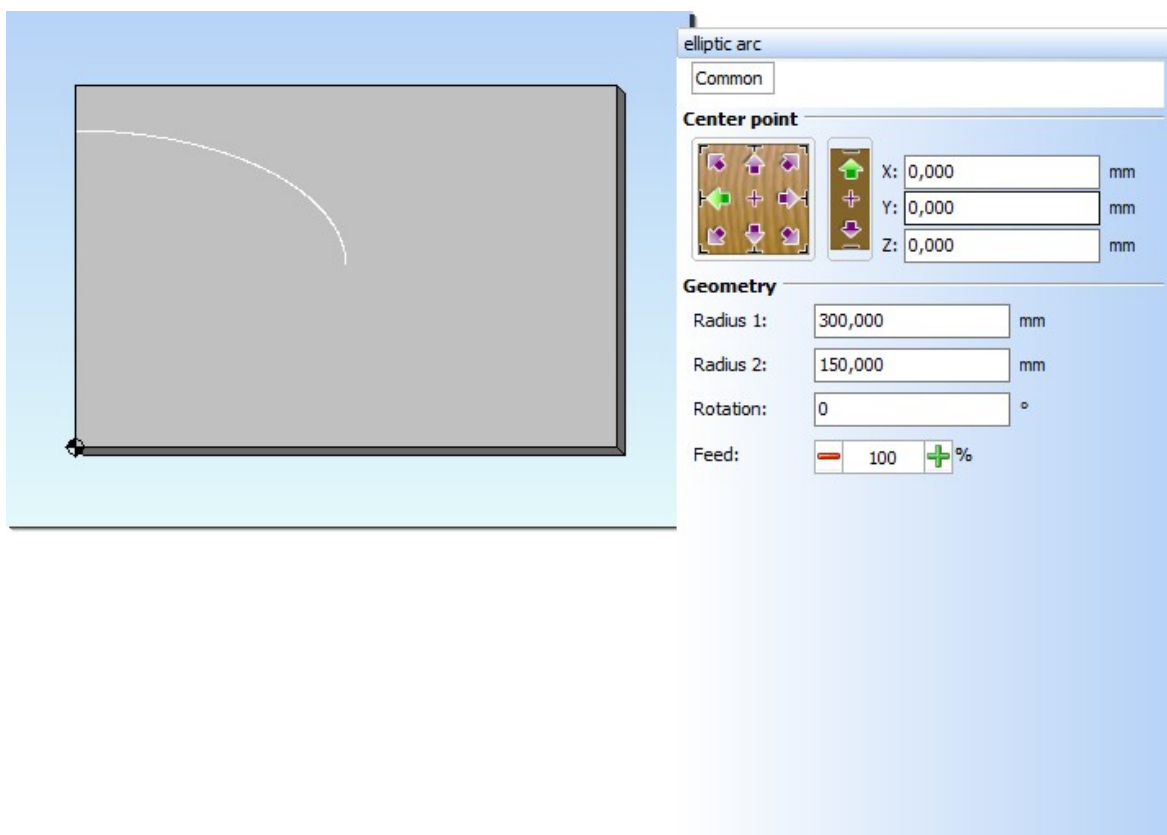 elliptic arc
Common
Center point
X: 0,000 mm
Y: 0,000 mm
Z: 0,000 mm
Geometry
Radius 1: 300,000 mm
Radius 2: 150,000 mm
Rotation: 0 °
Feed: 100 %